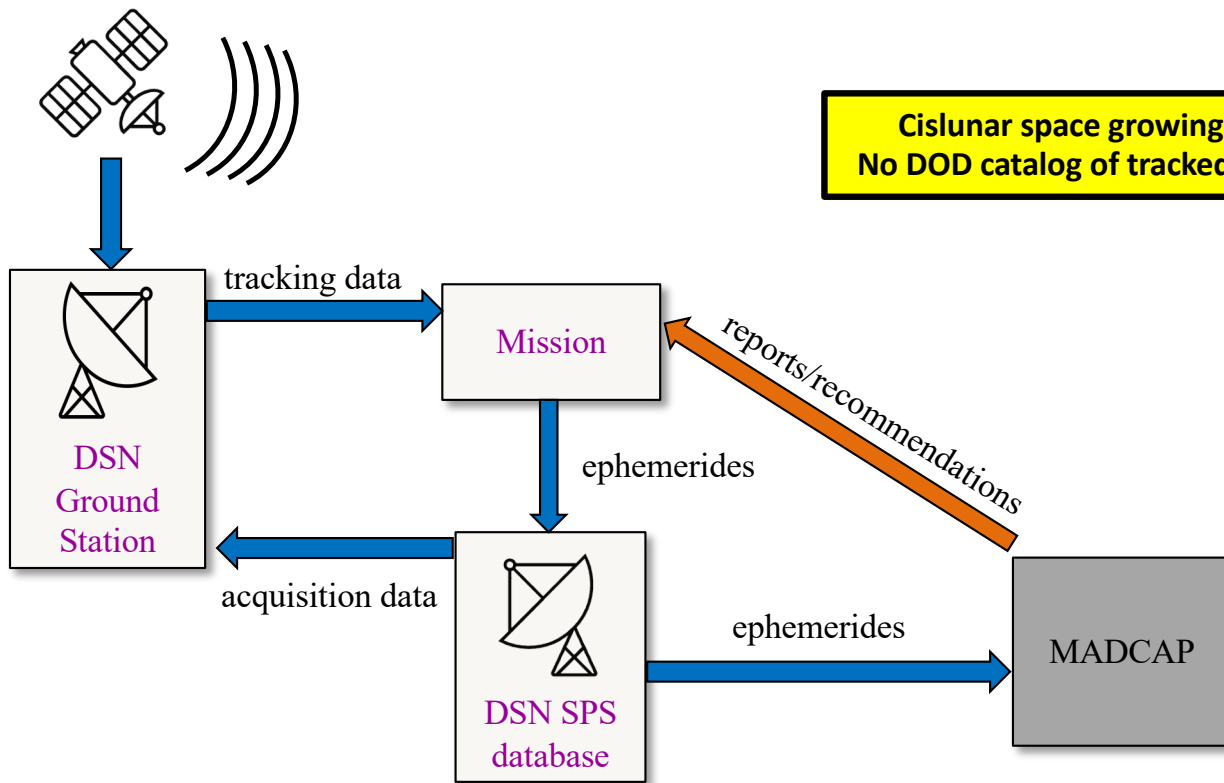 Cislunar space growing
No DOD catalog of tracked
tracking data
Mission
reports/recommendations
DSN
Ground
Station
ephemerides
acquisition data
ephemerides
MADCAP
DSN SPS
database